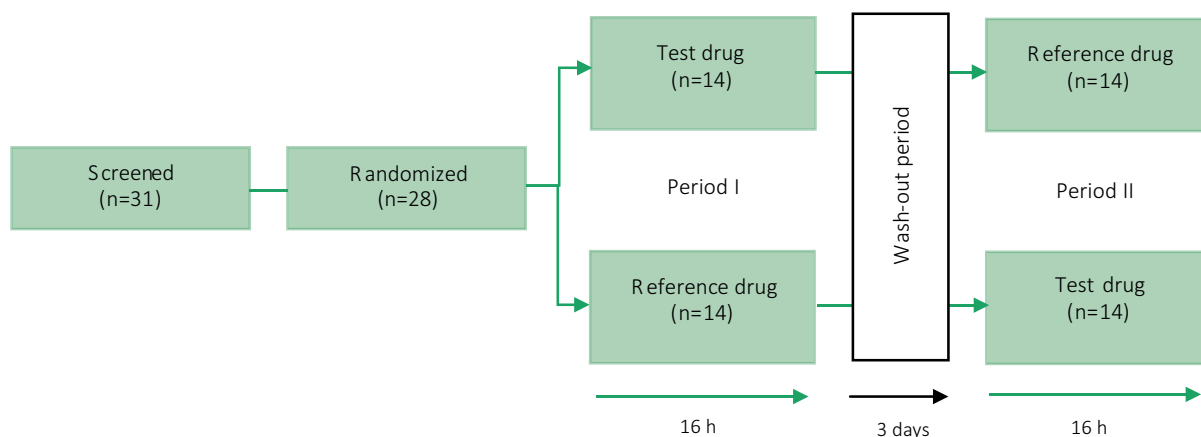 Screened
(n=31)
Randomized
(n=28)
Test drug
(n=14)
Period I
Reference drug
(n=14)
16 h
Wash-out period
3 days
Reference drug
(n=14)
Period II
Test drug
(n=14)
16 h